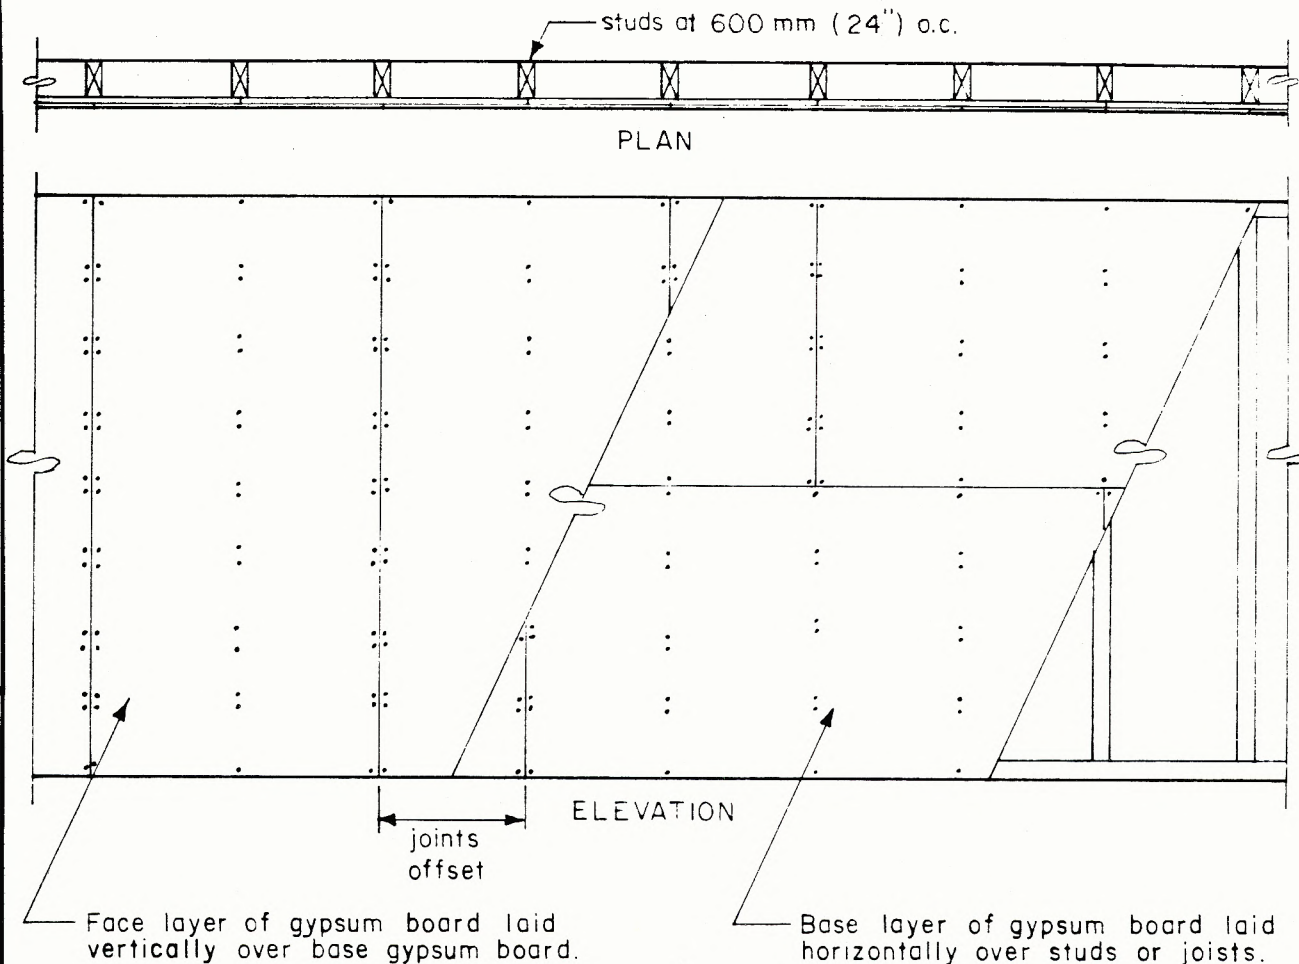 studs at 600 mm (24") o.c.
PLAN
ELEVATION
joints
offset
Face layer of gypsum board laid
vertically over base gypsum board.
Base layer of gypsum board laid
horizontally over studs or joists.